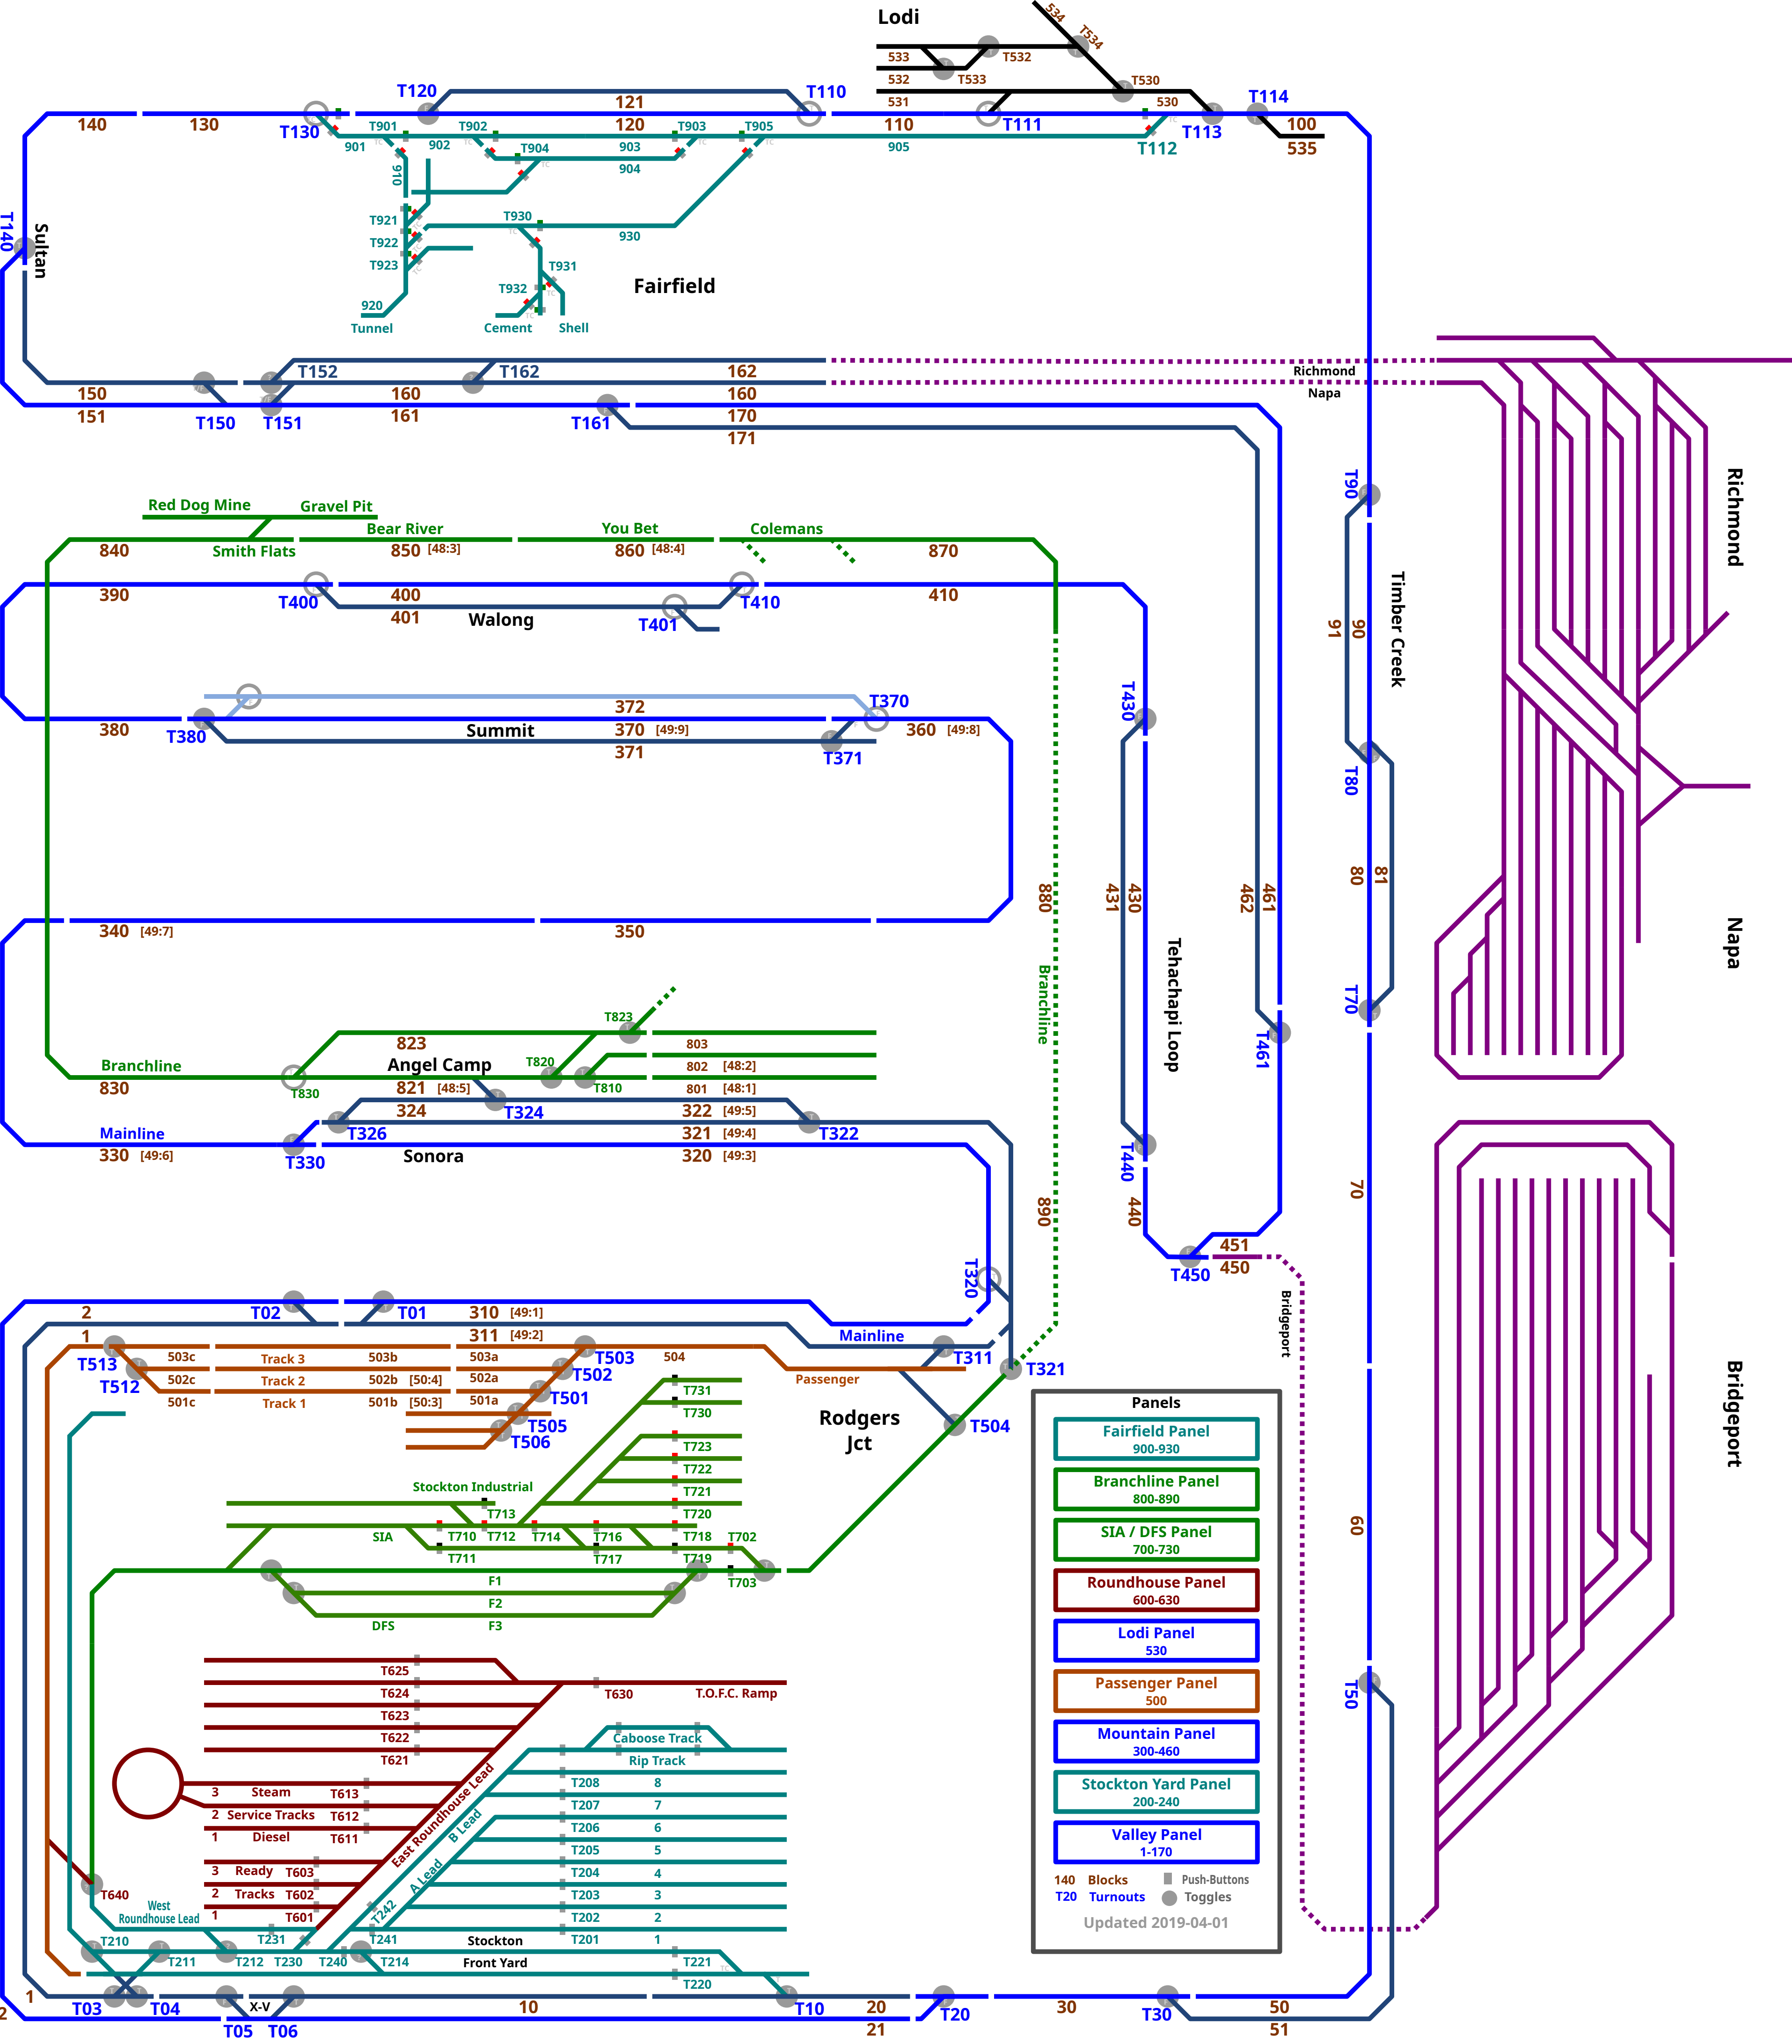 Lodi
534
T534
533
T532
532
T533
T530
531
530
T120
T110
T114
121
140
130
T130
120
110
T111
T113
100
535
T112
T901
T902
T903
T905
901
902
T904
903
904
905
910
T921
T922
T923
T930
930
T931
T932
920
Tunnel
Cement
Shell
Fairfield
T140
Sultan
T152
T162
162
Richmond
Napa
150
151
T150
T151
160
161
T161
160
170
171
Richmond
Napa
Bridgeport
T90
91
90
Timber Creek
T80
80
81
T70
70
60
T50
Red Dog Mine
Gravel Pit
Bear River
You Bet
Colemans
840
Smith Flats
850 [48:3]
860 [48:4]
870
390
T400
400
401
Walong
T401
T410
410
T430
372
T370
380
T380
Summit
370 [49:9]
371
T371
360 [49:8]
340 [49:7]
350
880
Branchline
890
431
430
Tehachapi Loop
462
461
T461
T440
440
T450
451
450
Bridgeport
T823
823
803
Branchline
Angel Camp
T820
802 [48:2]
830
T830
821 [48:5]
T810
801 [48:1]
324
T324
322 [49:5]
Mainline
T326
321 [49:4]
T322
330 [49:6]
T330
Sonora
320 [49:3]
T320
2
T02
T01
310 [49:1]
1
311 [49:2]
Mainline
T311
T321
T513
503c
Track 3
503b
503a
T503
504
T512
502c
Track 2
502b [50:4]
502a
T502
Passenger
501c
Track 1
501b [50:3]
501a
T501
T505
T506
Rodgers
Jct
T504
T731
T730
T723
T722
T721
T720
Stockton Industrial
T713
SIA
T710
T712
T714
T716
T718
T702
T711
T717
T719
T703
F1
F2
DFS
F3
T625
T624
T623
T622
T621
T630
T.O.F.C. Ramp
Caboose Track
Rip Track
3 Steam T613
2 Service Tracks T612
1 Diesel T611
3 Ready T603
2 Tracks T602
1 T601
East Roundhouse Lead
B Lead
A Lead
T208 8
T207 7
T206 6
T205 5
T204 4
T203 3
T202 2
T201 1
T640
West
Roundhouse Lead
T242
T231
T241
Stockton
T210
T211
T212
T230
T240
T214
Front Yard
T221
T220
1
T03
T04
X-V
10
T10
20
T20
30
T30
50
2
T05
T06
21
51
Panels
Fairfield Panel
900-930
Branchline Panel
800-890
SIA / DFS Panel
700-730
Roundhouse Panel
600-630
Lodi Panel
530
Passenger Panel
500
Mountain Panel
300-460
Stockton Yard Panel
200-240
Valley Panel
1-170
140 Blocks
Push-Buttons
T20 Turnouts
Toggles
Updated 2019-04-01